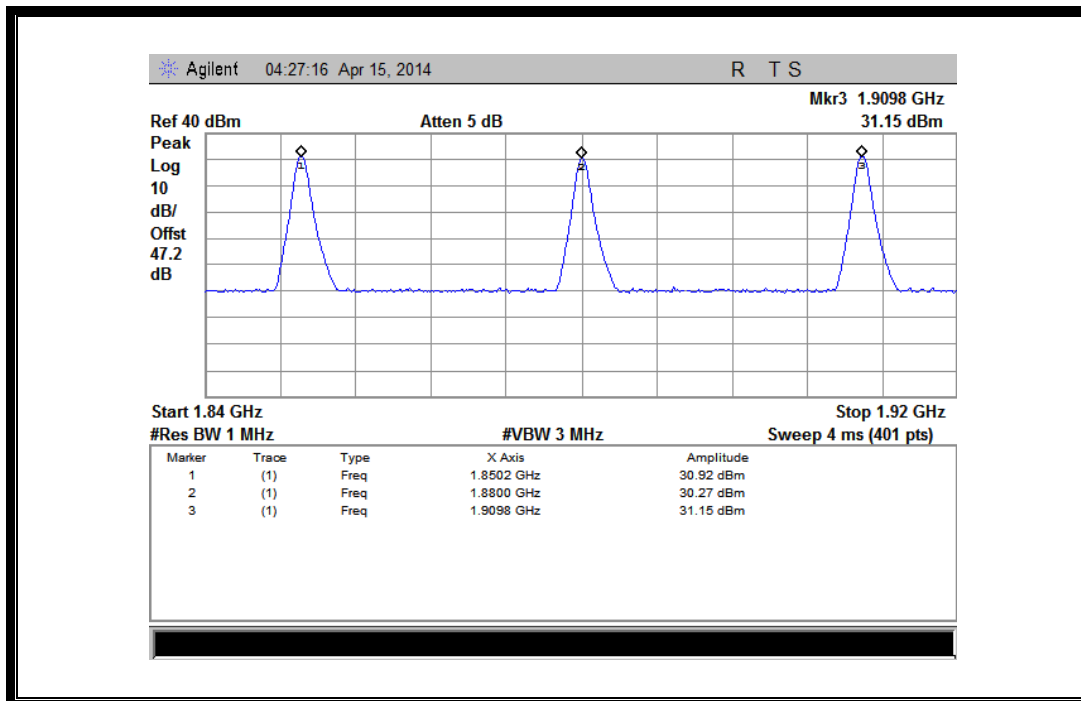 Agilent 04:27:16 Apr 15, 2014 R T S
Mkr3 1.9098 GHz
Ref 40 dBm Atten 5 dB 31.15 dBm
Peak
Log
10
dB/
Offst
47.2
dB
1 2 3
Start 1.84 GHz Stop 1.92 GHz
#Res BW 1 MHz #VBW 3 MHz Sweep 4 ms (401 pts)
Marker Trace Type X Axis Amplitude
1 (1) Freq 1.8502 GHz 30.92 dBm
2 (1) Freq 1.8800 GHz 30.27 dBm
3 (1) Freq 1.9098 GHz 31.15 dBm